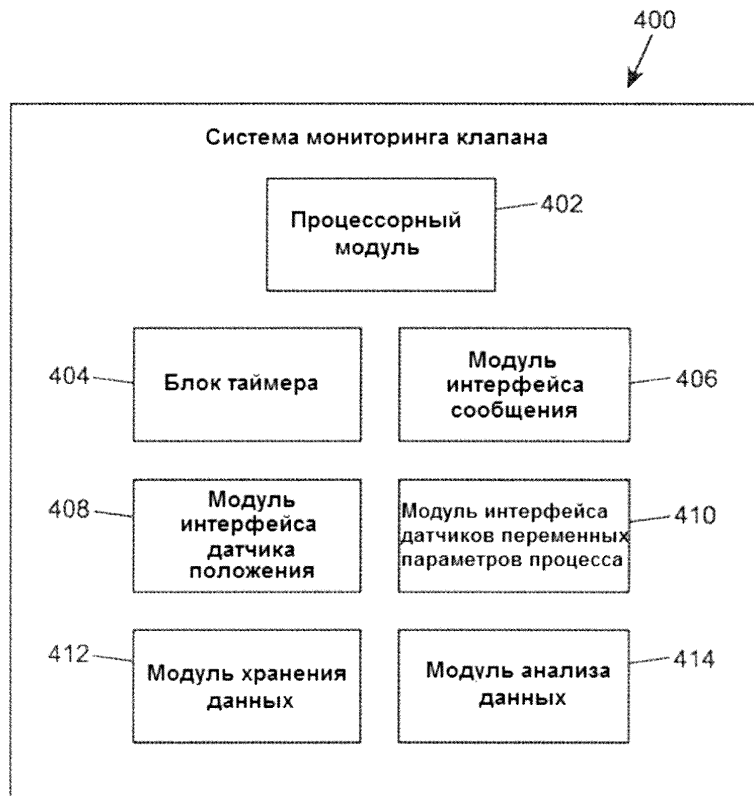 400
Система мониторинга клапана
Процессорный
модуль
402
404
Блок таймера
Модуль
интерфейса
сообщения
406
408
Модуль
интерфейса
датчика
положения
Модуль интерфейса
датчиков переменных
параметров процесса
410
412
Модуль хранения
данных
Модуль анализа
данных
414